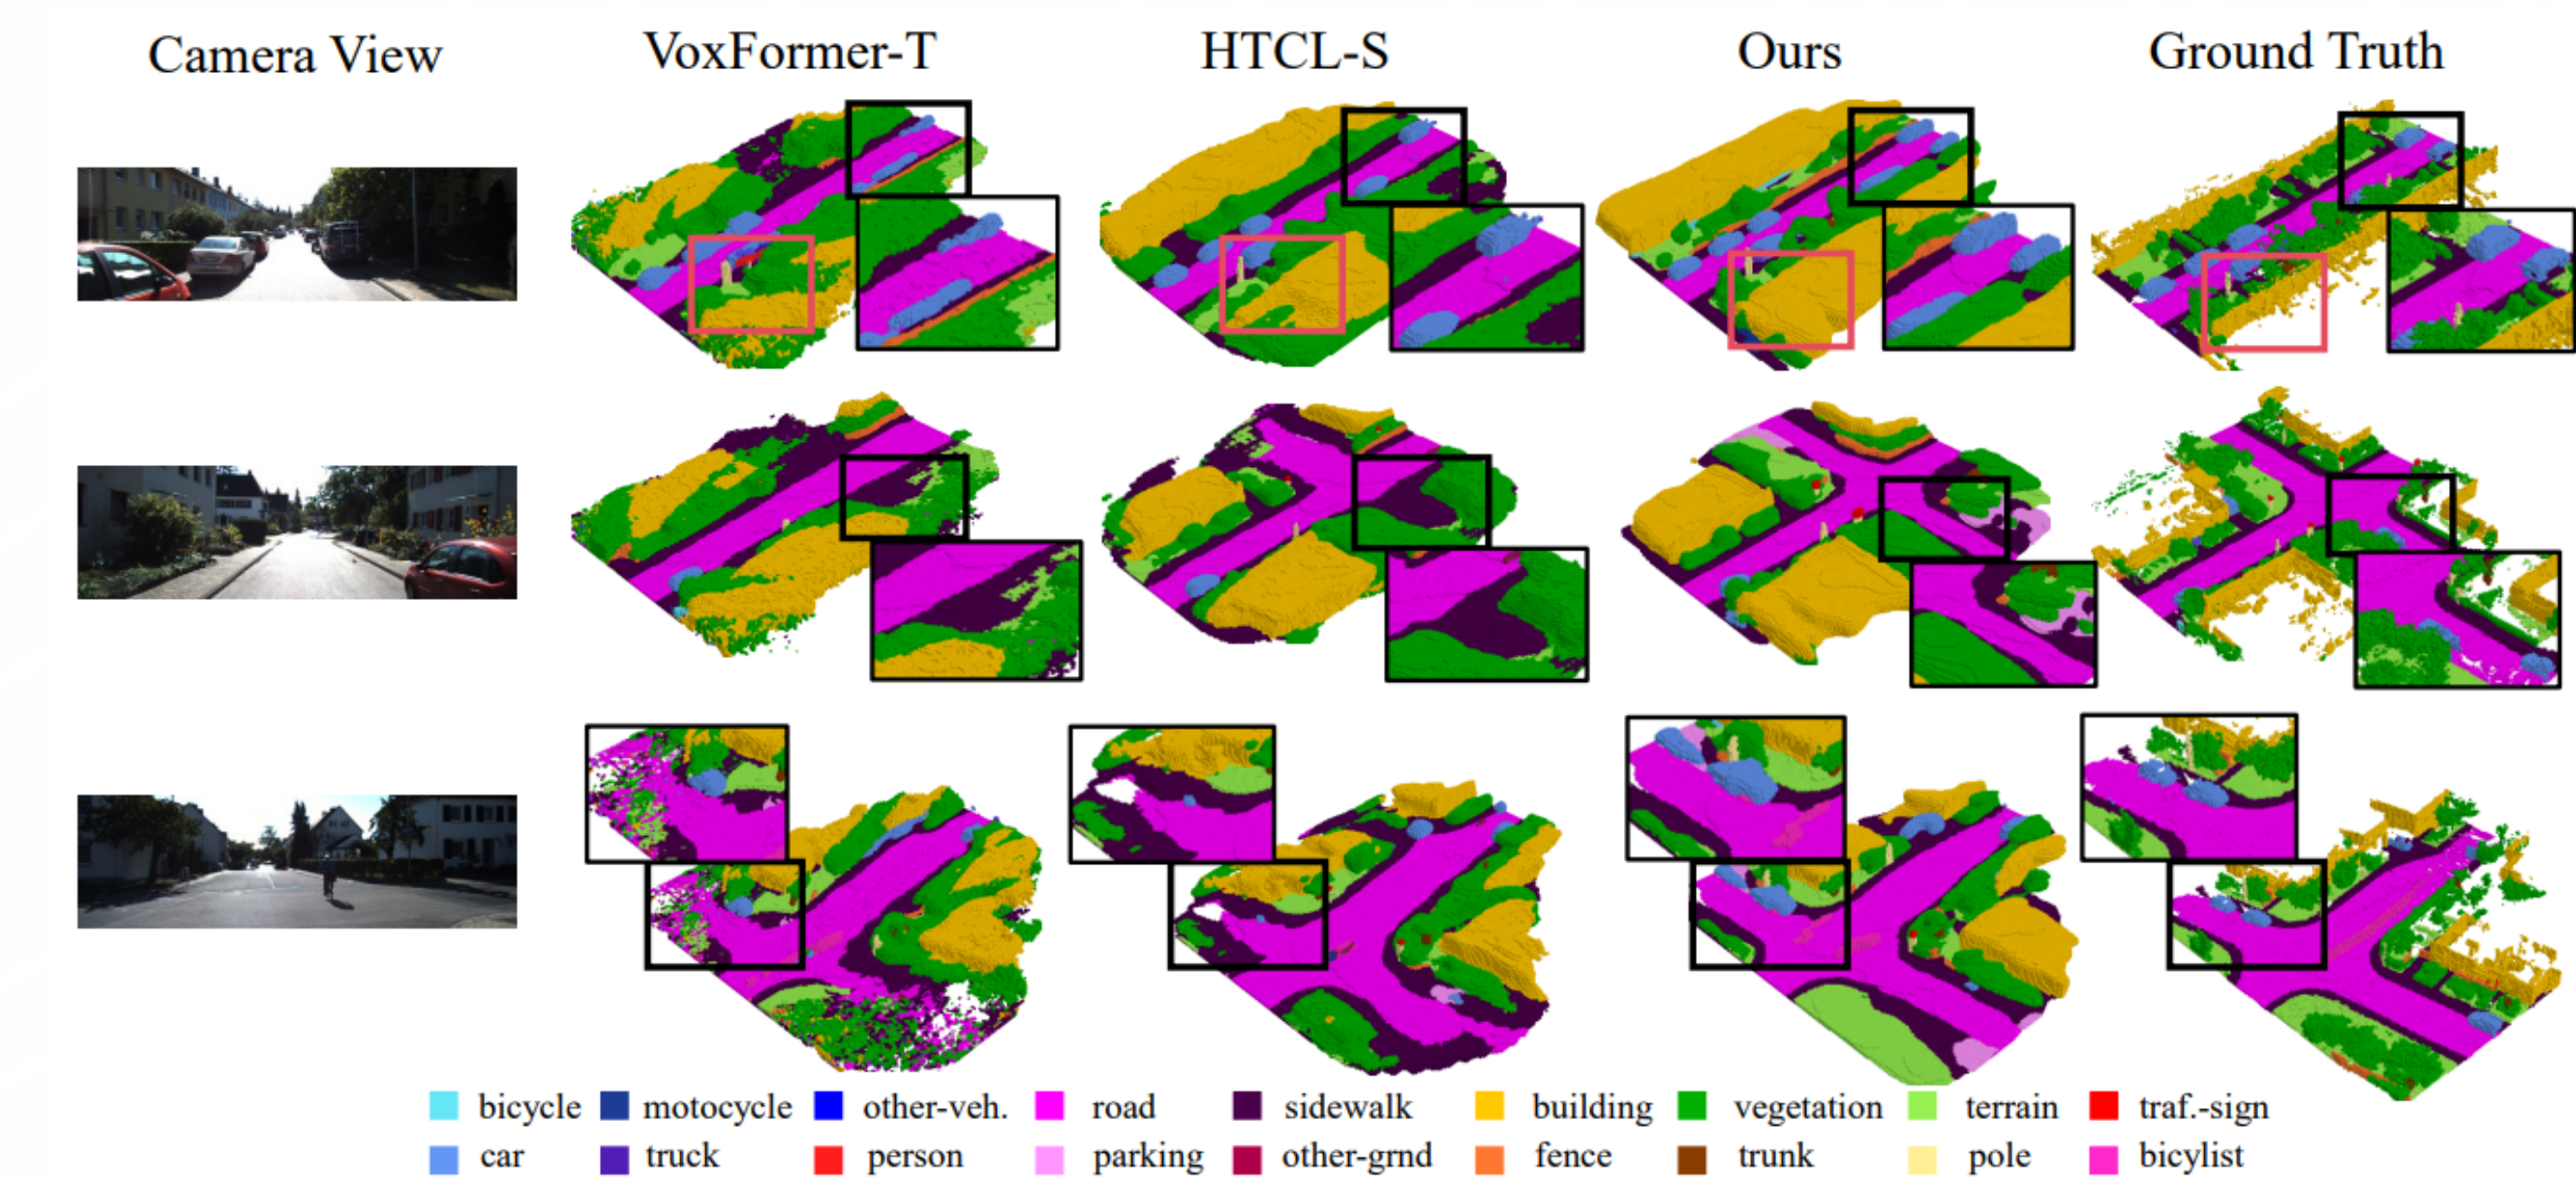 Camera View VoxFormer-T HTCL-S Ours Ground Truth
bicycle motocycle other-veh. road sidewalk building vegetation terrain traf.-sign
car truck person parking other-grnd fence trunk pole bicylist